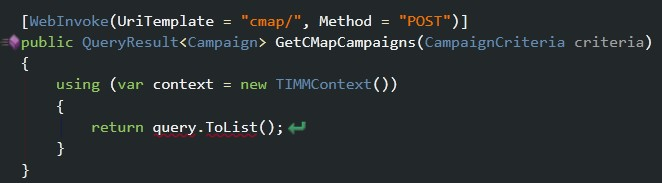 [WebInvoke(UriTemplate = "cmap/", Method = "POST")]
public QueryResult<Campaign> GetCMapCampaigns(CampaignCriteria criteria)
{
using (var context = new TIMMContext())
{
return query.ToList();
}
}